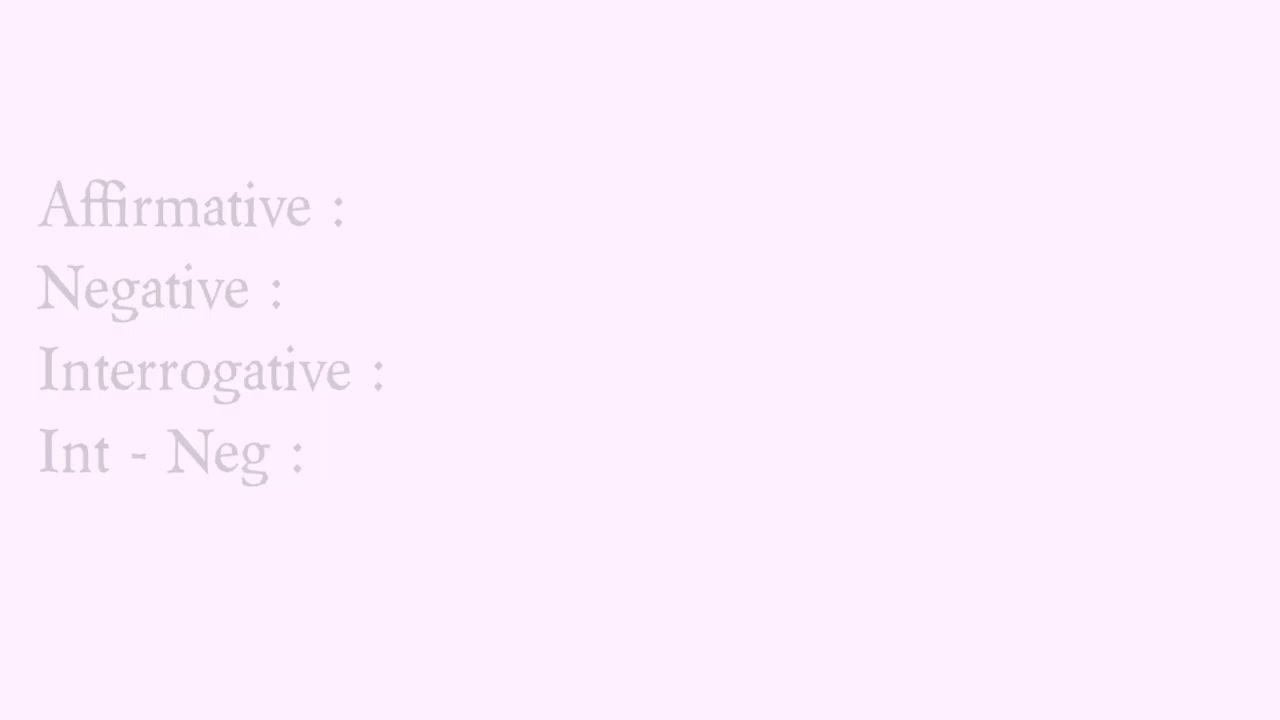 Affirmative :
Negative :
Interrogative :
Int - Neg :